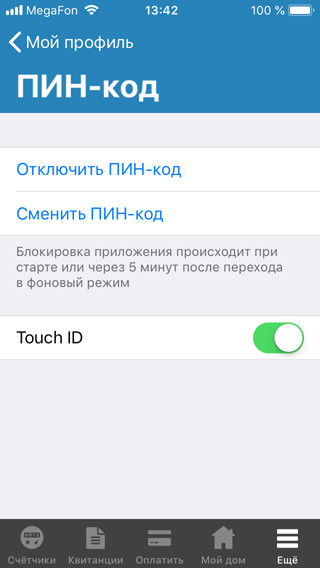 MegaFon 13:42 100 %
Мой профиль
ПИН-код
Отключить ПИН-код
Сменить ПИН-код
Блокировка приложения происходит при
старте или через 5 минут после перехода
в фоновый режим
Touch ID
Счётчики Квитанции Оплатить Мой дом Ещё